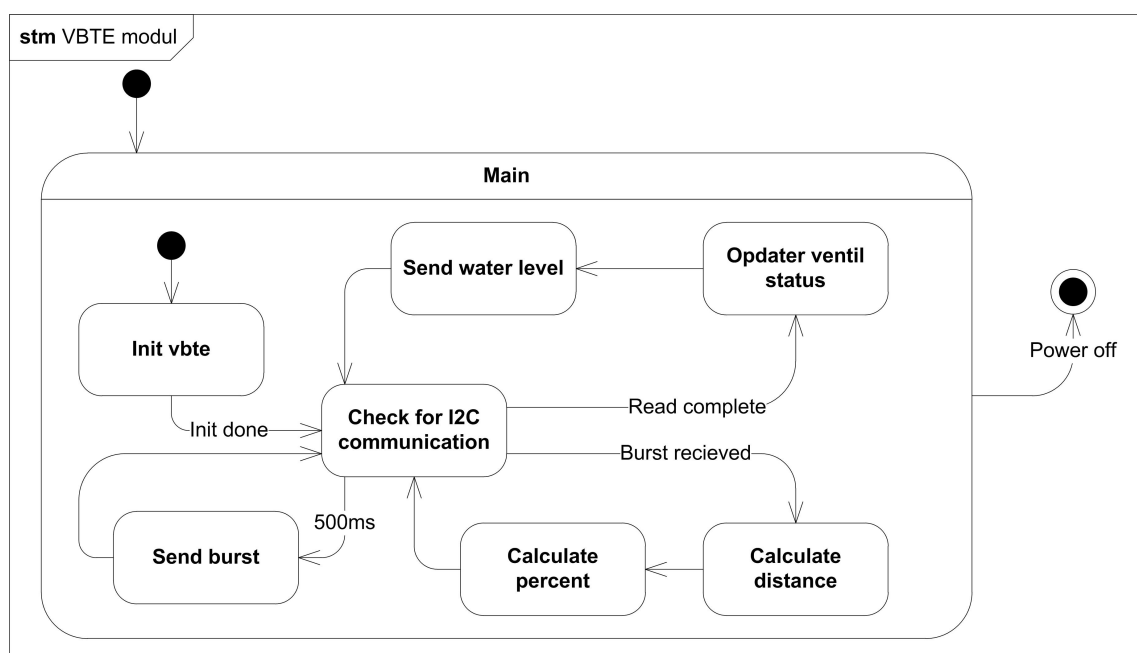 stm VBTE modul
Main
Send water level
Opdater ventil
status
Init vbte
Power off
Init done
Check for I2C
communication
Read complete
Burst recieved
500ms
Send burst
Calculate
percent
Calculate
distance